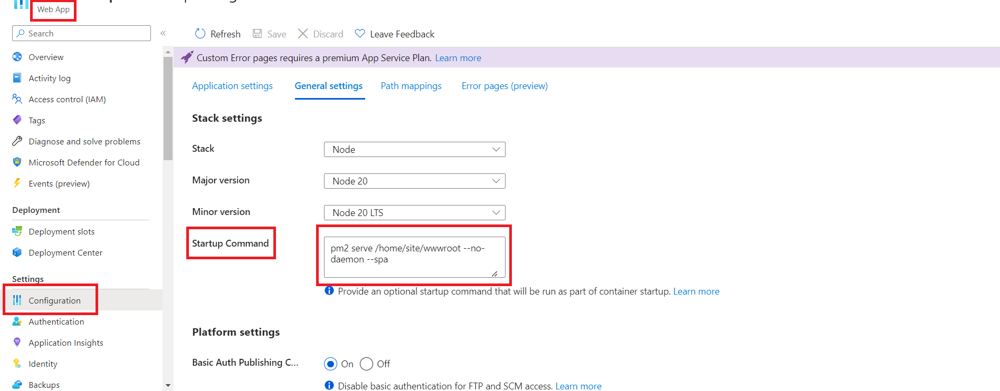 Web App
Search
«
Refresh
Save
Discard
Leave Feedback
Overview
Activity log
Access control (IAM)
Tags
Diagnose and solve problems
Microsoft Defender for Cloud
Events (preview)
Deployment
Deployment slots
Deployment Center
Settings
Configuration
Authentication
Application Insights
Identity
Backups
Custom Error pages requires a premium App Service Plan. Learn more
Application settings
General settings
Path mappings
Error pages (preview)
Stack settings
Stack
Node
Major version
Node 20
Minor version
Node 20 LTS
Startup Command
pm2 serve /home/site/wwwroot --no-
daemon --spa
Provide an optional startup command that will be run as part of container startup. Learn more
Platform settings
Basic Auth Publishing C...
On
Off
Disable basic authentication for FTP and SCM access. Learn more